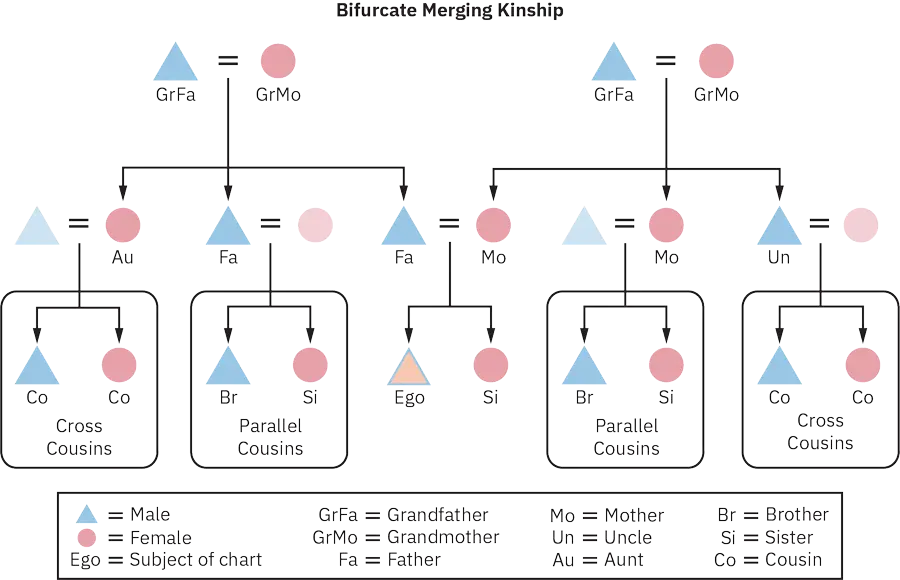 Bifurcate Merging Kinship
= =
GrFa GrMo GrFa GrMo
= = = = =
Au Fa Fa Mo Mo Un
Co Co Br Si Ego Si Br Si Co Co
Cross
Cousins
Parallel
Cousins
Parallel
Cousins
Cross
Cousins
= Male
= Female
Ego = Subject of chart
GrFa = Grandfather
GrMo = Grandmother
Fa = Father
Mo = Mother
Un = Uncle
Au = Aunt
Br = Brother
Si = Sister
Co = Cousin